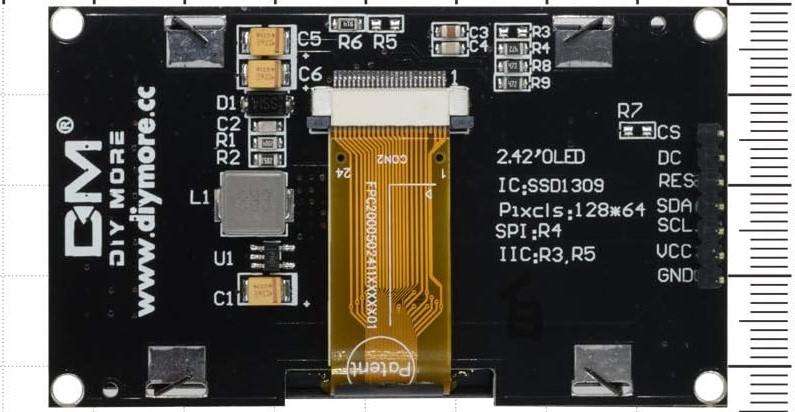 C5
C6
R6
R5
C3
C4
R3
R4
R8
R9
1
D1
C2
R1
R2
L1
U1
C1
DM®
DIY MORE
www.diymore.cc
CON2
24
1
Patent
R7
CS
DC
RES
SDA
SCL
VCC
GND
2.42'OLED
IC:SSD1309
Pixcls:128*64
SPI:R4
IIC:R3,R5
白